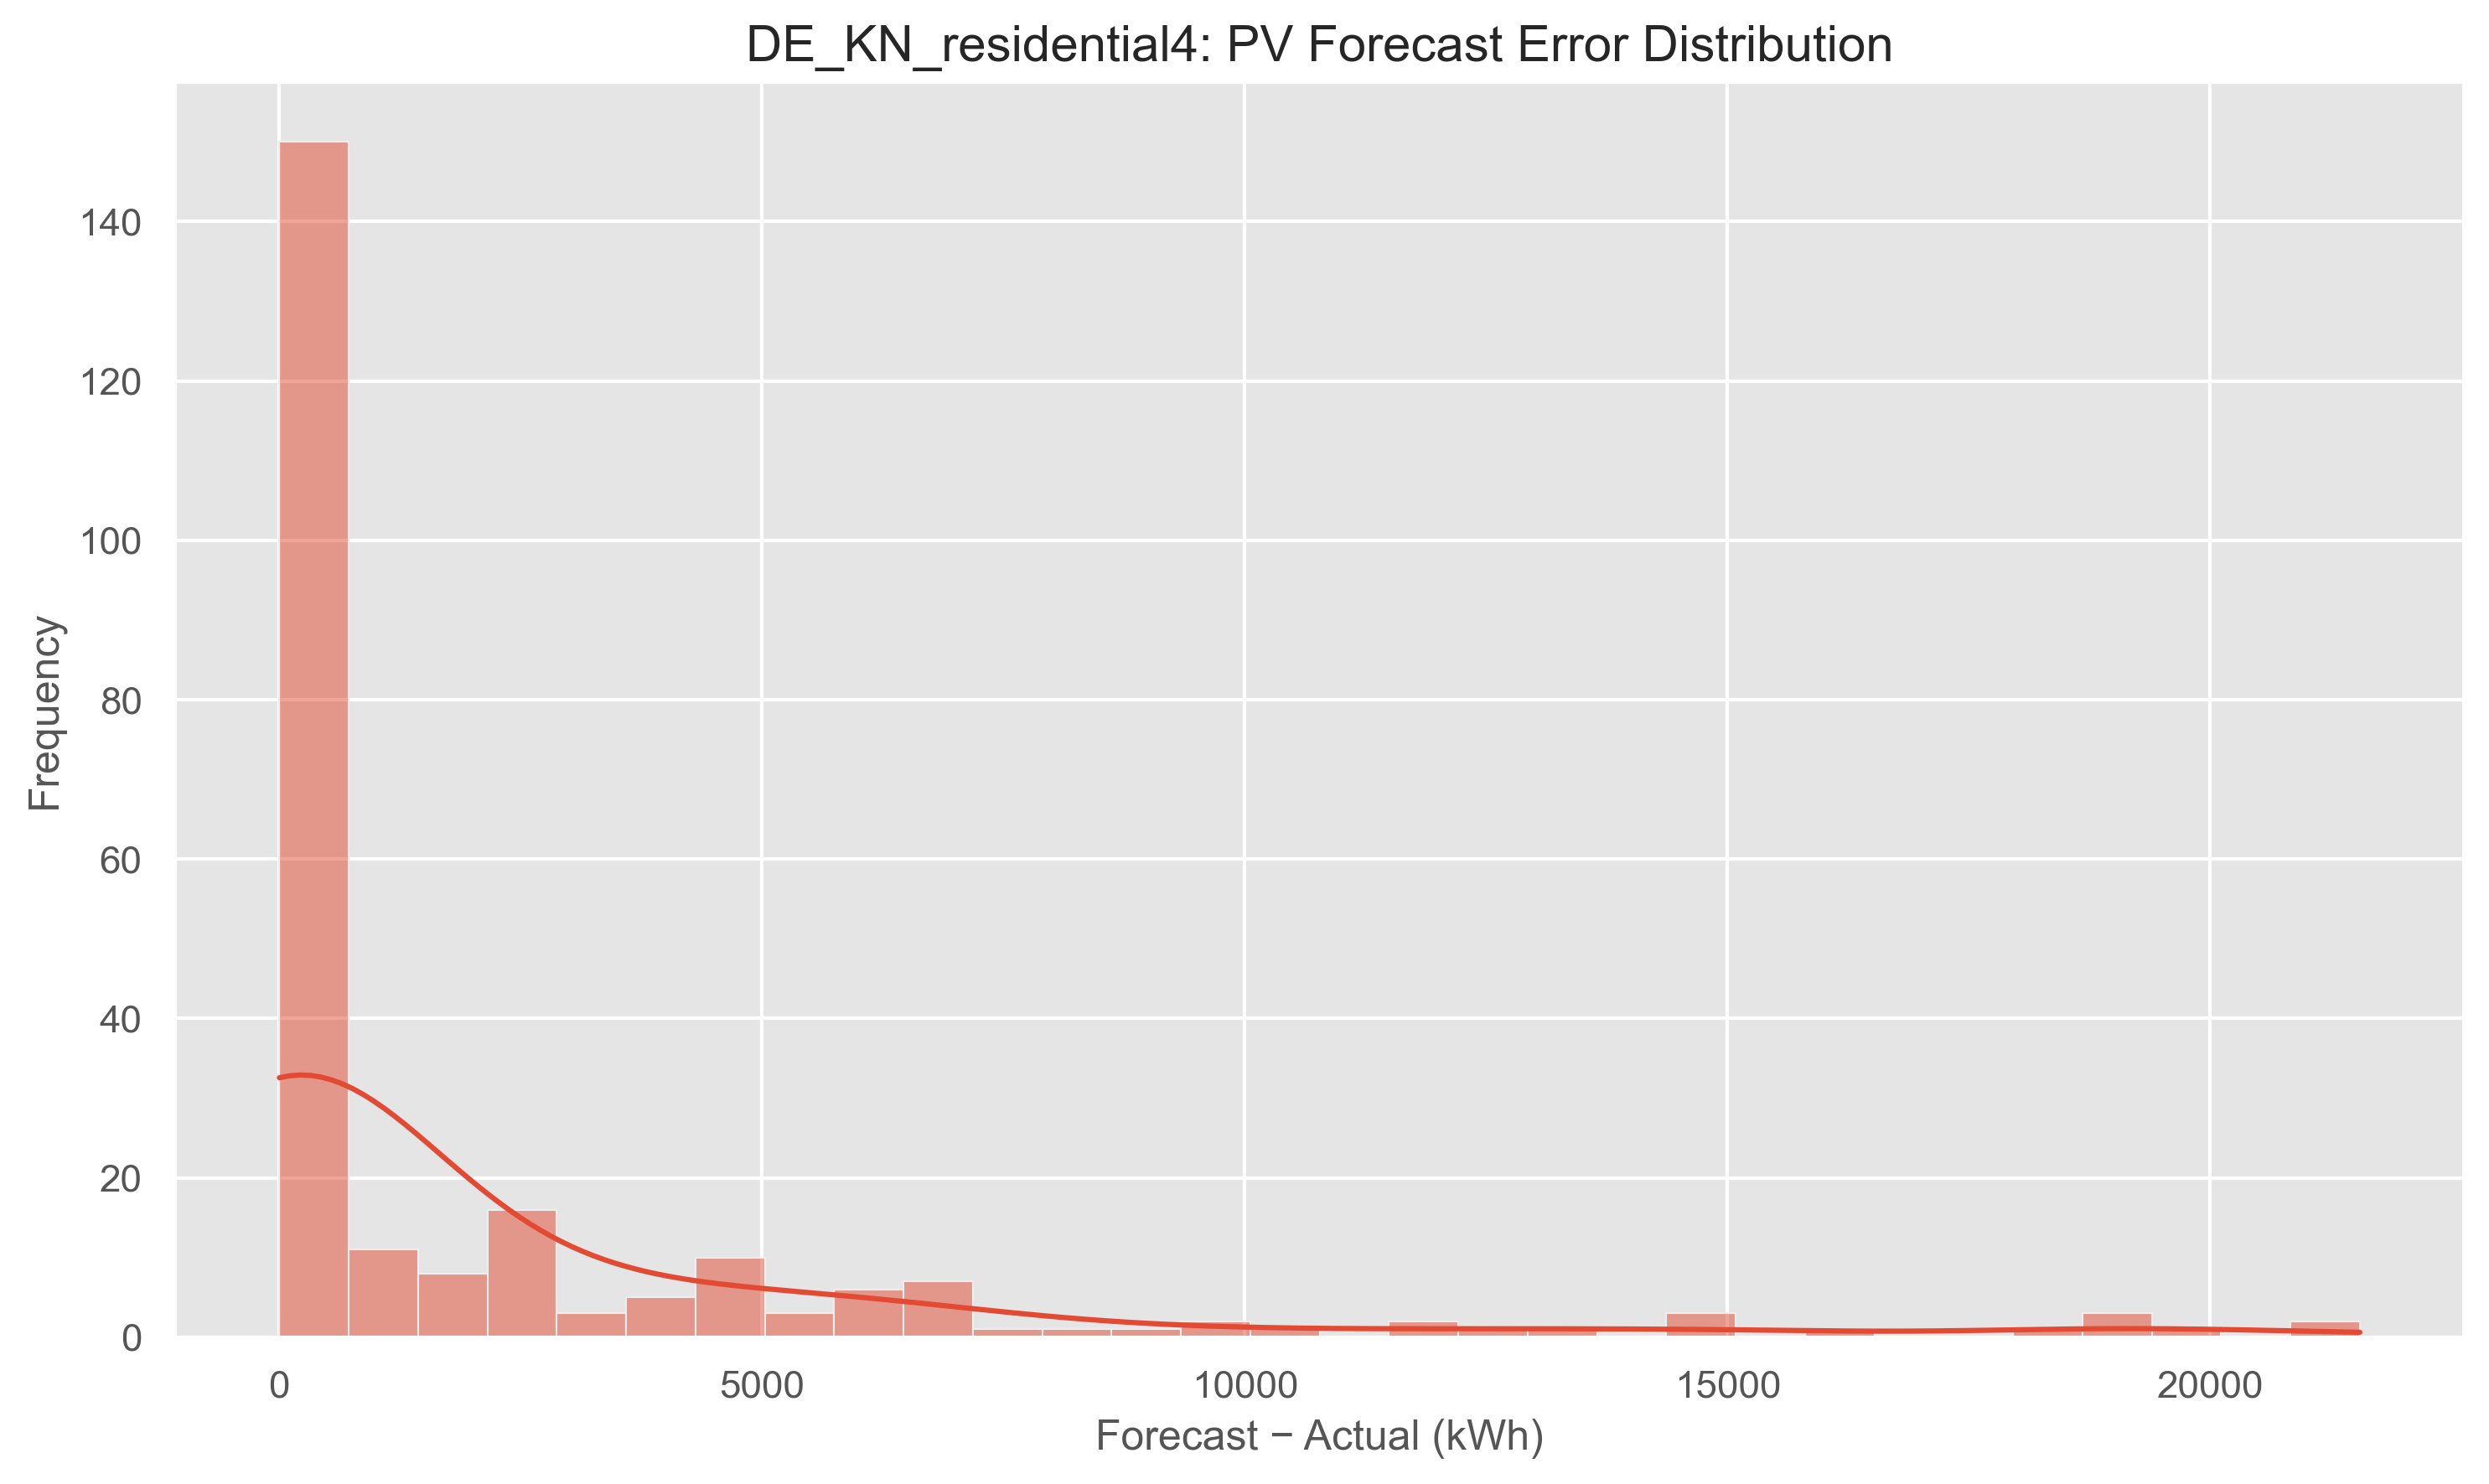 DE_KN_residential4: PV Forecast Error Distribution
140
120
100
80
60
40
20
0
Frequency
0 5000 10000 15000 20000
Forecast − Actual (kWh)